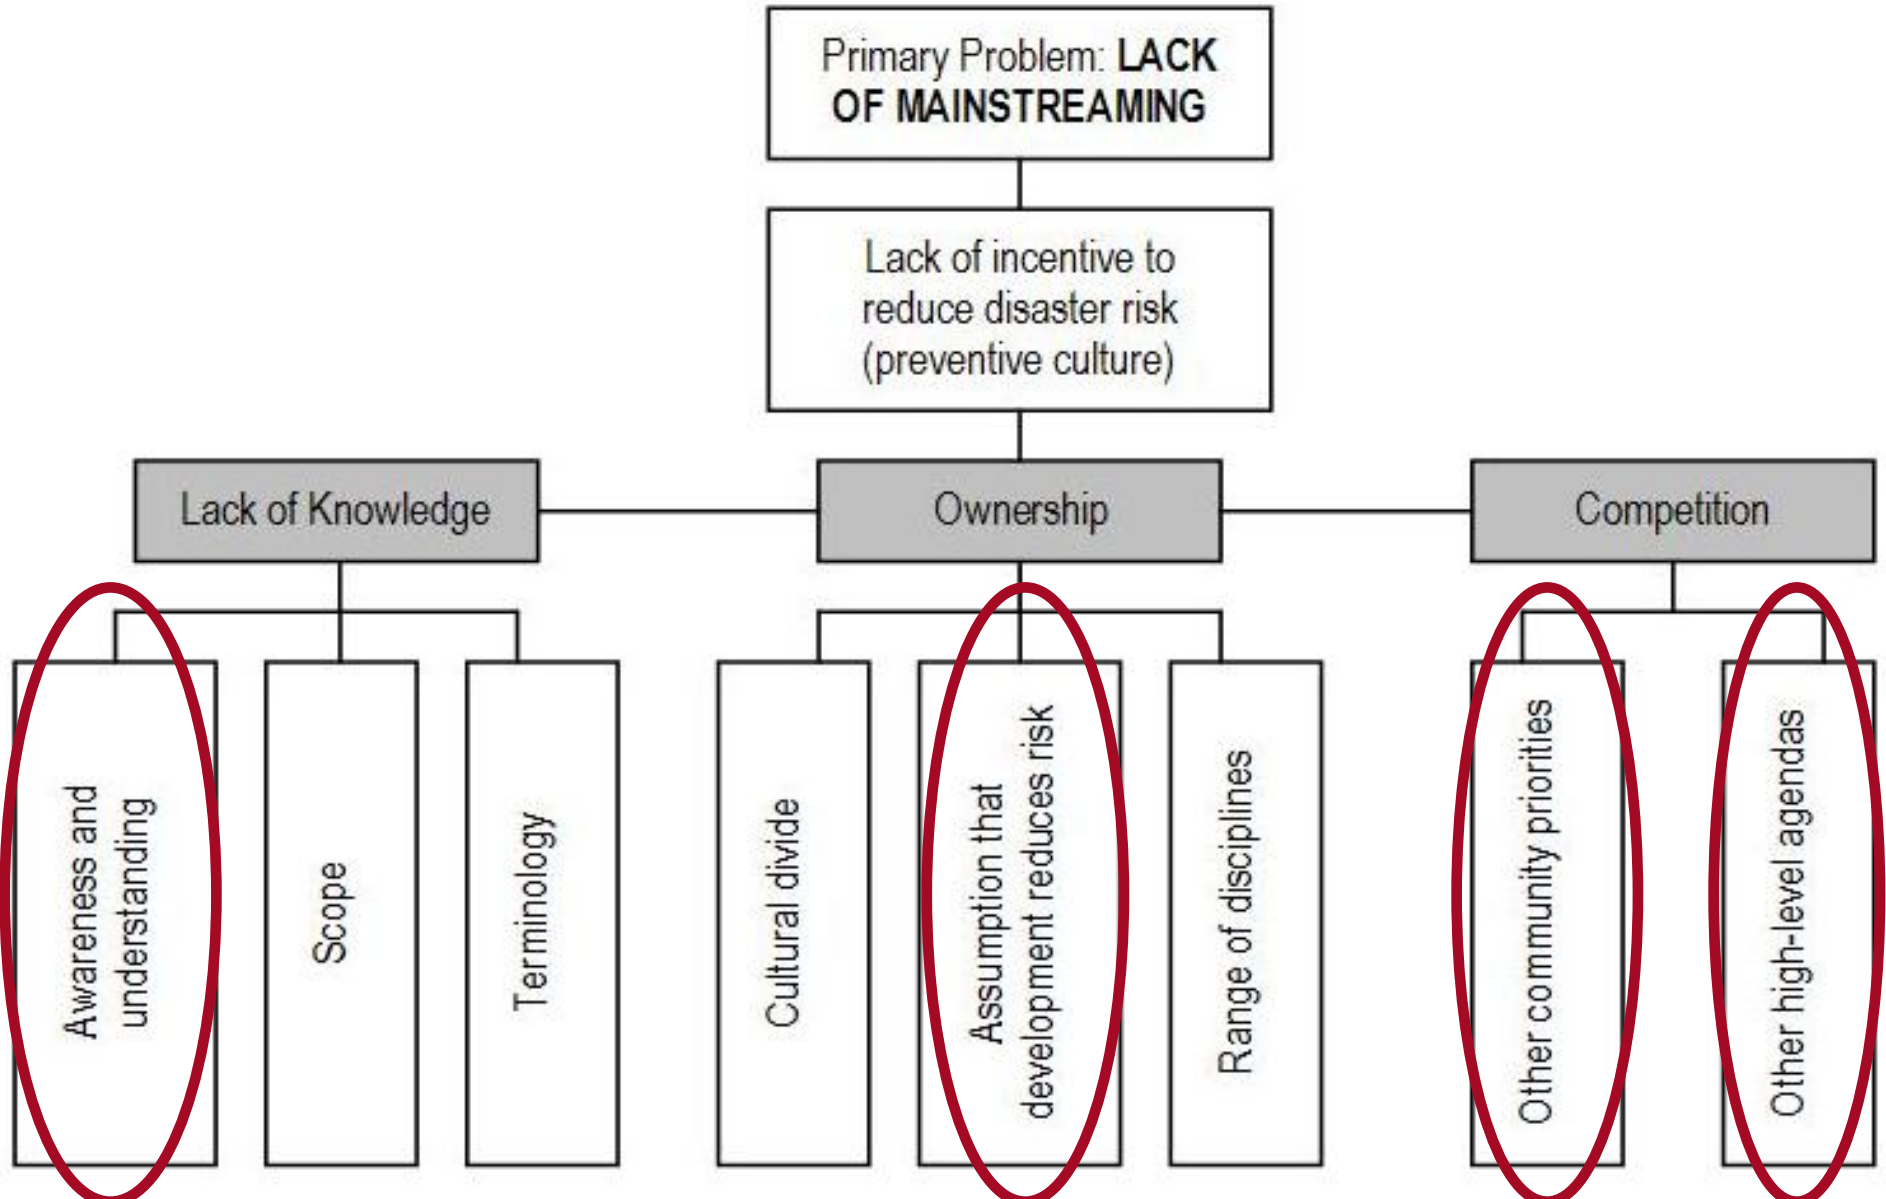 Primary Problem: LACK
OF MAINSTREAMING
Lack of incentive to
reduce disaster risk
(preventive culture)
Lack of Knowledge
Ownership
Competition
Awareness and
understanding
Scope
Terminology
Cultural divide
Assumption that
development reduces risk
Range of disciplines
Other community priorities
Other high-level agendas